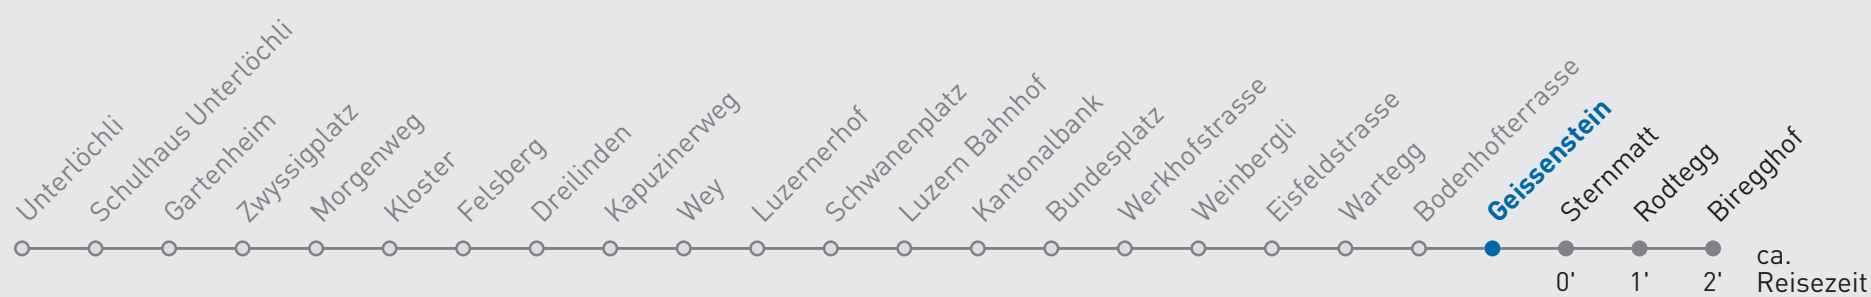 Unterlöchli
Schulhaus Unterlöchli
Gartenheim
Zwyssigplatz
Morgenweg
Kloster
Felsberg
Dreilinden
Kapuzinerweg
Wey
Luzernerhof
Schwanenplatz
Luzern Bahnhof
Kantonalbank
Bundesplatz
Werkhofstrasse
Weinbergli
Eisfeldstrasse
Wartegg
Bodenhofterrasse
Geissenstein
Sternmatt
Rodtegg
Biregghof
0' 1' 2'
ca.
Reisezeit